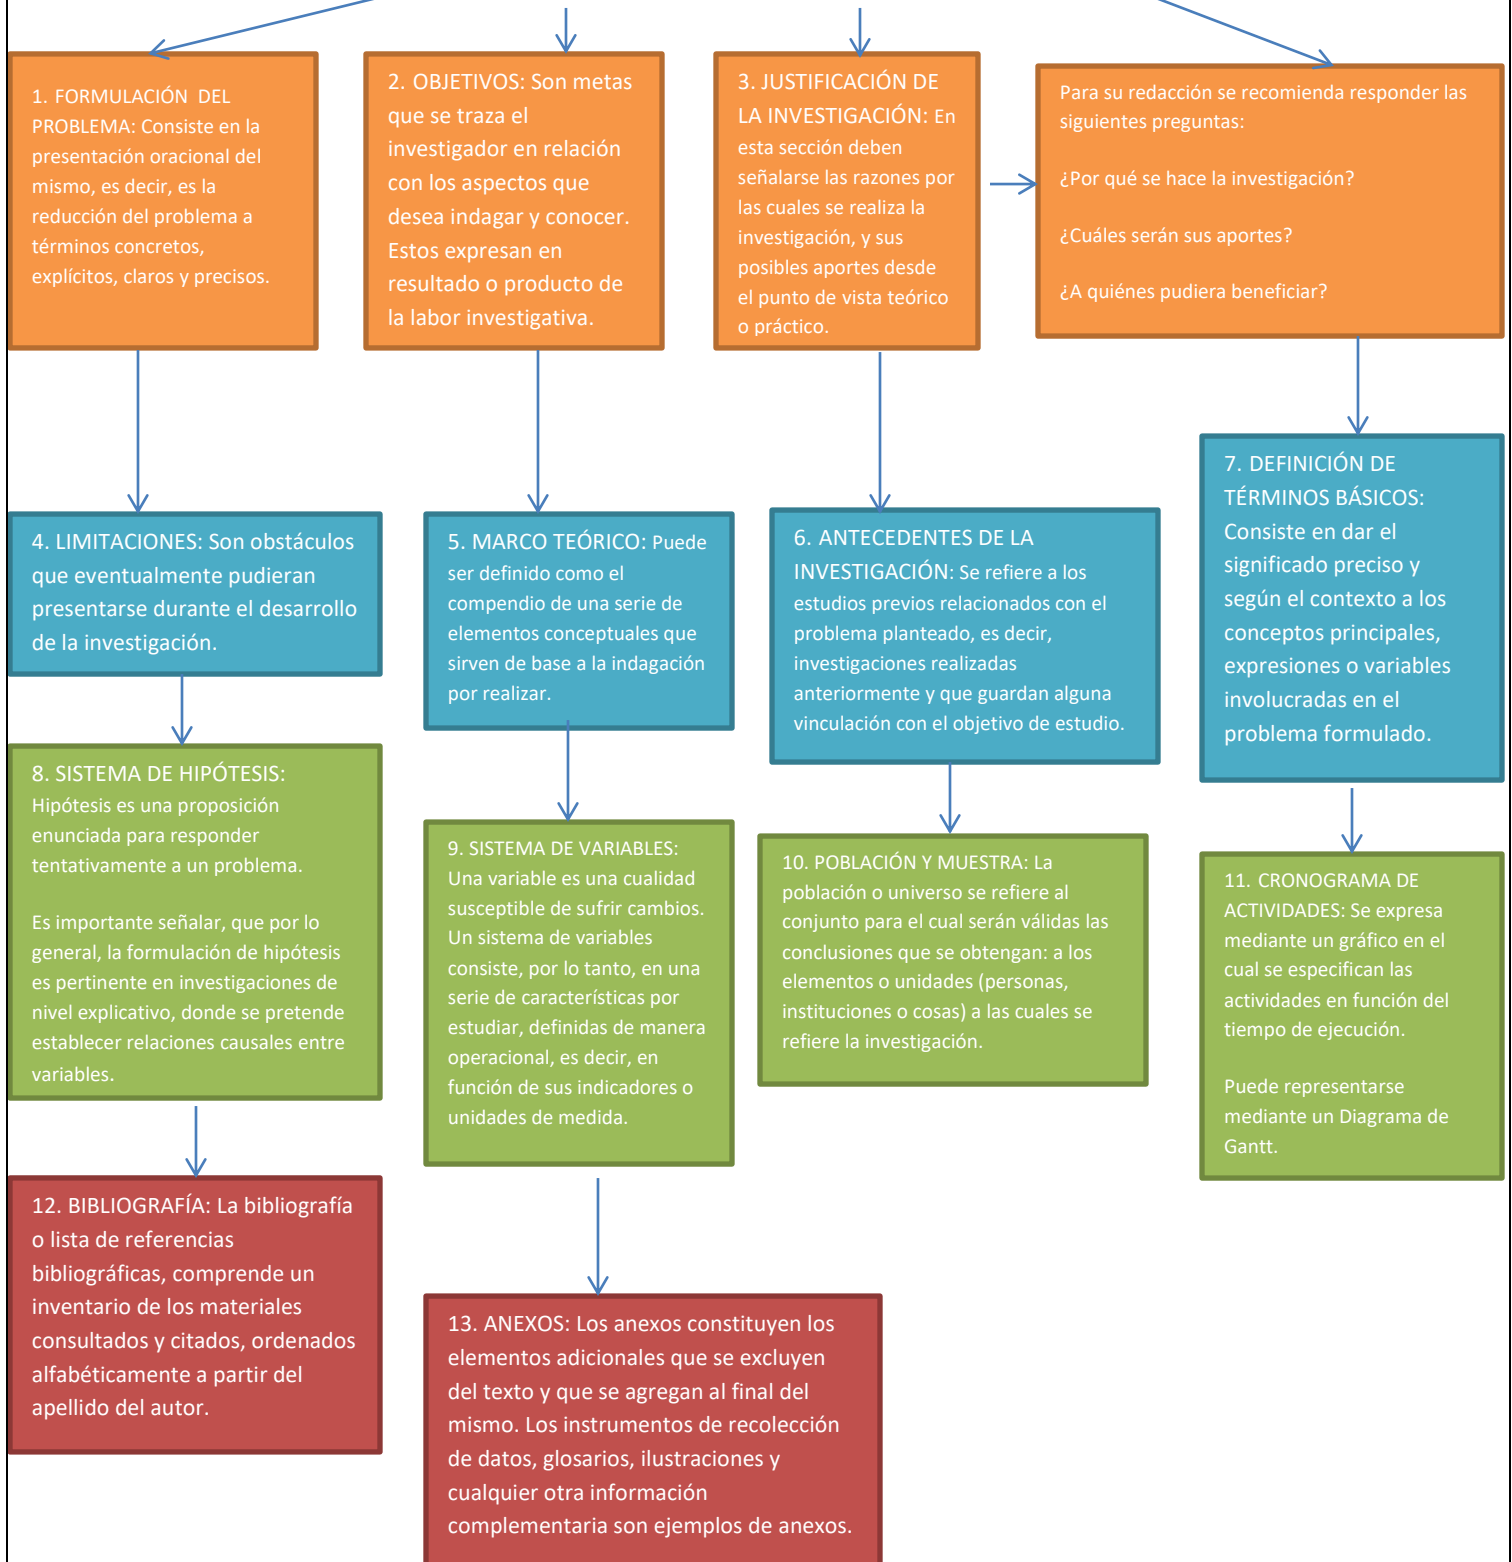 1. FORMULACIÓN DEL
PROBLEMA: Consiste en la
presentación oracional del
mismo, es decir, es la
reducción del problema a
términos concretos,
explícitos, claros y precisos.
2. OBJETIVOS: Son metas
que se traza el
investigador en relación
con los aspectos que
desea indagar y conocer.
Estos expresan en
resultado o producto de
la labor investigativa.
3. JUSTIFICACIÓN DE
LA INVESTIGACIÓN: En
esta sección deben
señalarse las razones por
las cuales se realiza la
investigación, y sus
posibles aportes desde
el punto de vista teórico
o práctico.
Para su redacción se recomienda responder las
siguientes preguntas:
¿Por qué se hace la investigación?
¿Cuáles serán sus aportes?
¿A quiénes pudiera beneficiar?
4. LIMITACIONES: Son obstáculos
que eventualmente pudieran
presentarse durante el desarrollo
de la investigación.
5. MARCO TEÓRICO: Puede
ser definido como el
compendio de una serie de
elementos conceptuales que
sirven de base a la indagación
por realizar.
6. ANTECEDENTES DE LA
INVESTIGACIÓN: Se refiere a los
estudios previos relacionados con el
problema planteado, es decir,
investigaciones realizadas
anteriormente y que guardan alguna
vinculación con el objetivo de estudio.
7. DEFINICIÓN DE
TÉRMINOS BÁSICOS:
Consiste en dar el
significado preciso y
según el contexto a los
conceptos principales,
expresiones o variables
involucradas en el
problema formulado.
8. SISTEMA DE HIPÓTESIS:
Hipótesis es una proposición
enunciada para responder
tentativamente a un problema.
Es importante señalar, que por lo
general, la formulación de hipótesis
es pertinente en investigaciones de
nivel explicativo, donde se pretende
establecer relaciones causales entre
variables.
9. SISTEMA DE VARIABLES:
Una variable es una cualidad
susceptible de sufrir cambios.
Un sistema de variables
consiste, por lo tanto, en una
serie de características por
estudiar, definidas de manera
operacional, es decir, en
función de sus indicadores o
unidades de medida.
10. POBLACIÓN Y MUESTRA: La
población o universo se refiere al
conjunto para el cual serán válidas las
conclusiones que se obtengan: a los
elementos o unidades (personas,
instituciones o cosas) a las cuales se
refiere la investigación.
11. CRONOGRAMA DE
ACTIVIDADES: Se expresa
mediante un gráfico en el
cual se especifican las
actividades en función del
tiempo de ejecución.
Puede representarse
mediante un Diagrama de
Gantt.
12. BIBLIOGRAFÍA: La bibliografía
o lista de referencias
bibliográficas, comprende un
inventario de los materiales
consultados y citados, ordenados
alfabéticamente a partir del
apellido del autor.
13. ANEXOS: Los anexos constituyen los
elementos adicionales que se excluyen
del texto y que se agregan al final del
mismo. Los instrumentos de recolección
de datos, glosarios, ilustraciones y
cualquier otra información
complementaria son ejemplos de anexos.